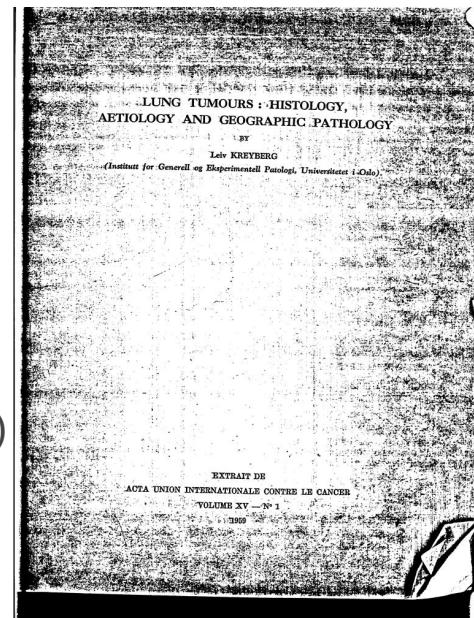 LUNG TUMOURS : HISTOLOGY,
AETIOLOGY AND GEOGRAPHIC PATHOLOGY
BY
Leiv KREYBERG
(Institutt for Generell og Eksperimentell Patologi, Universitetet i Oslo).
EXTRAIT DE
ACTA UNION INTERNATIONALE CONTRE LE CANCER
VOLUME XV — N° 1
1959